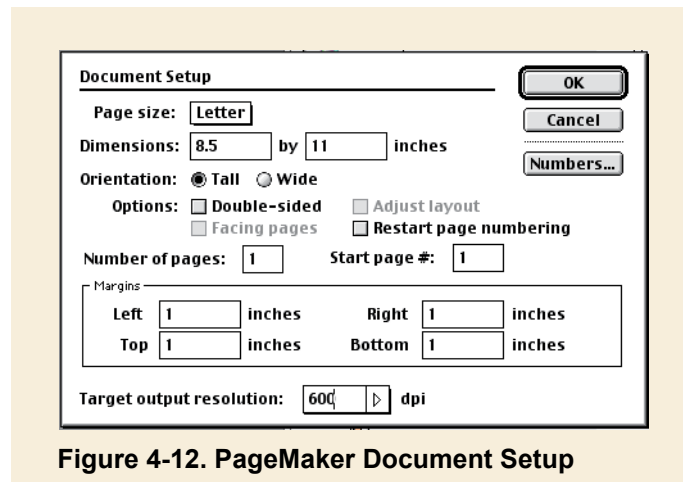 Document Setup
OK
Page size: Letter
Cancel
Dimensions: 8.5 by 11 inches
Numbers...
Orientation: Tall Wide
Options: Double-sided Adjust layout
Facing pages Restart page numbering
Number of pages: 1 Start page #: 1
Margins
Left 1 inches Right 1 inches
Top 1 inches Bottom 1 inches
Target output resolution: 600 dpi
Figure 4-12. PageMaker Document Setup